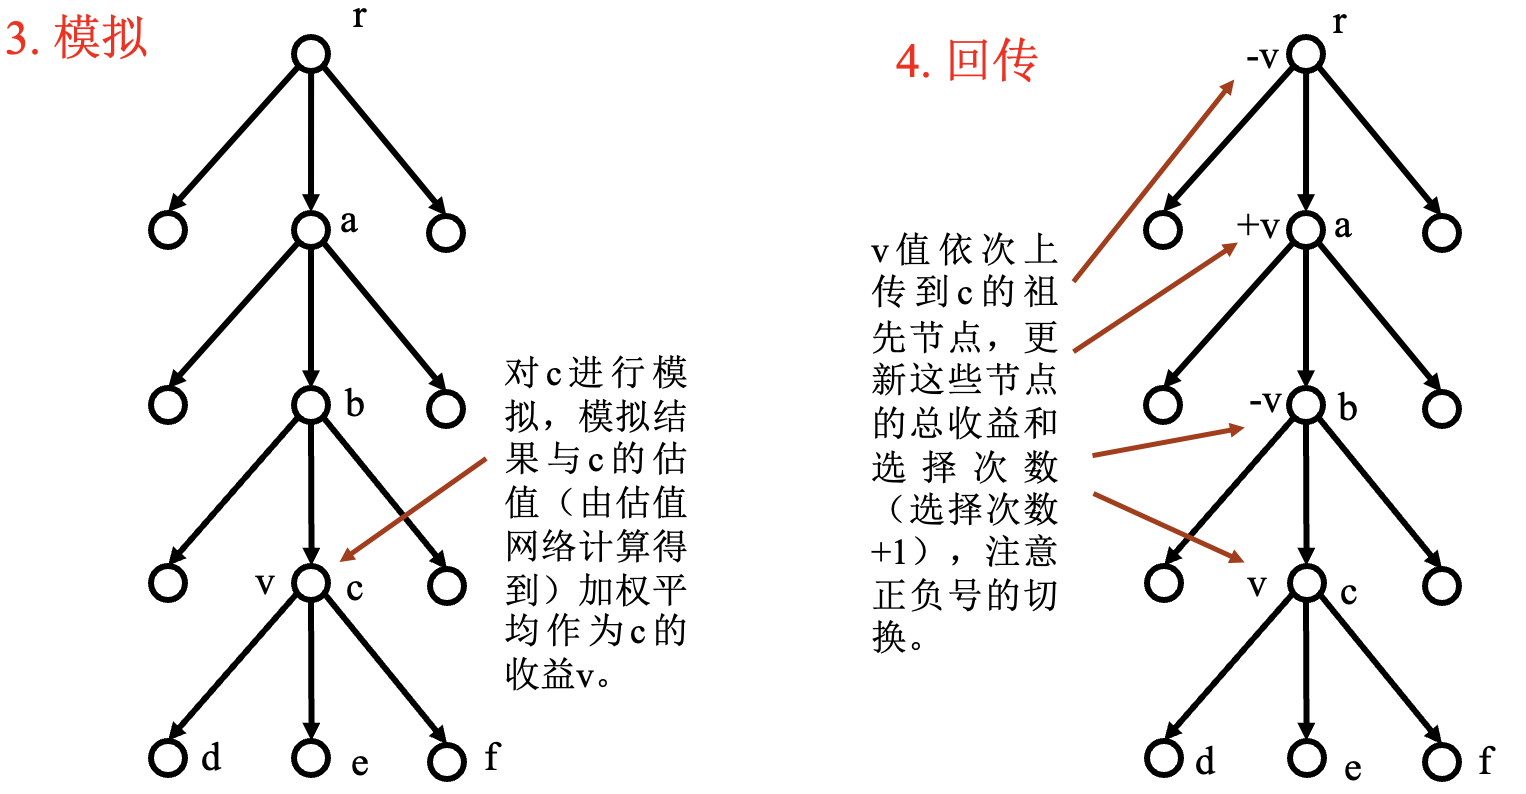 3. 模拟
r
a
b
对c进行模
拟，模拟结
果与c的估
值（由估值
网络计算得
到）加权平
均作为c的
收益v。
v
c
d
e
f
4. 回传
r
-v
+v
a
v值依次上
传到c的祖
先节点，更
新这些节点
的总收益和
选择次数
（选择次数
+1），注意
正负号的切
换。
-v
b
v
c
d
e
f